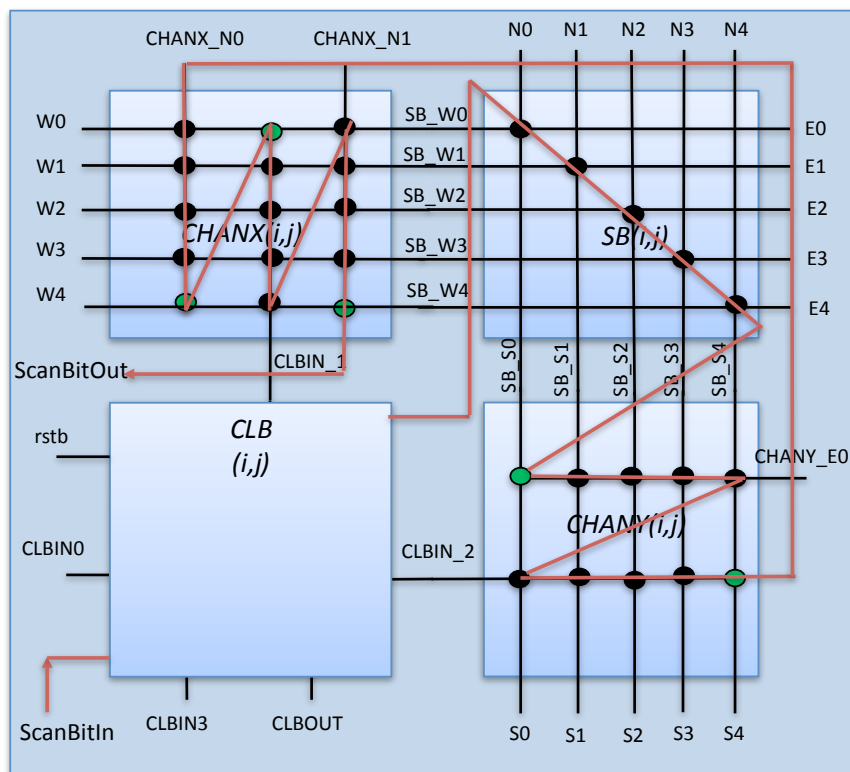 N0 N1 N2 N3 N4
CHANX_N0
CHANX_N1
W0
SB_W0
E0
W1
SB_W1
E1
W2
SB_W2
E2
CHANX(i,j)
SB(i,j)
W3
SB_W3
E3
W4
SB_W4
E4
ScanBitOut
CLBIN_1
SB_S0
SB_S1
SB_S2
SB_S3
SB_S4
CLB
(i,j)
rstb
CHANY_E0
CHANY(i,j)
CLBIN0
CLBIN_2
ScanBitIn
CLBIN3
CLBOUT
S0 S1 S2 S3 S4